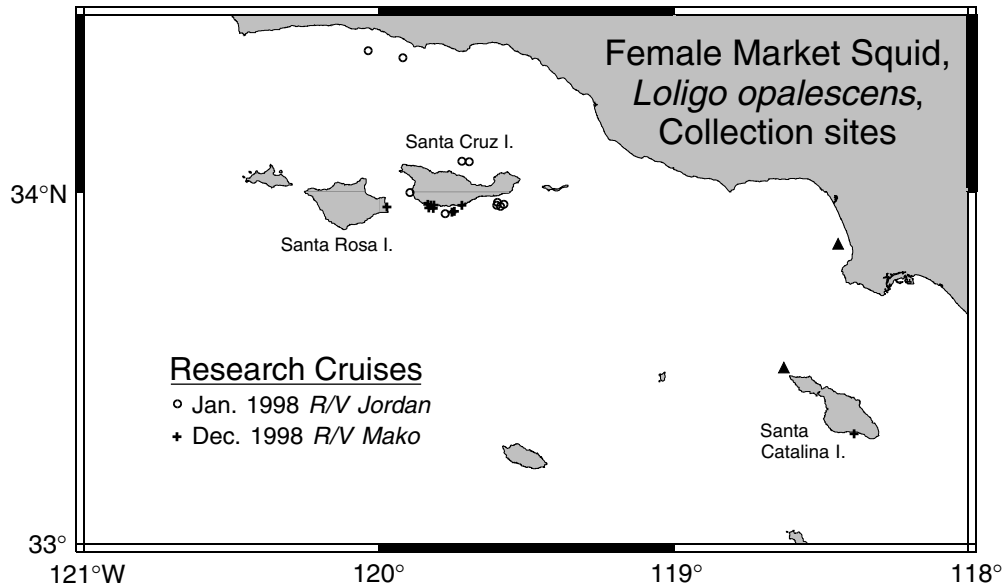 Female Market Squid,
Loligo opalescens,
Collection sites
Santa Cruz I.
34°N
Santa Rosa I.
Research Cruises
Jan. 1998 R/V Jordan
Dec. 1998 R/V Mako
Santa
Catalina I.
33°
121°W 120° 119° 118°